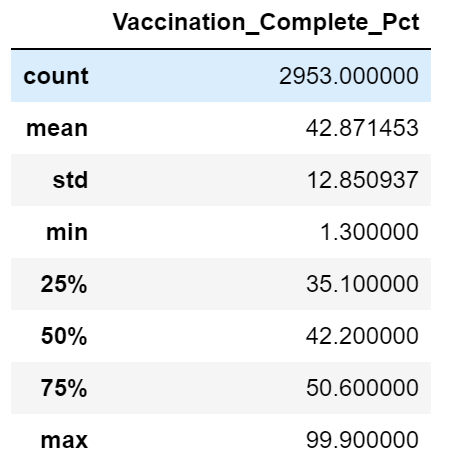 Vaccination_Complete_Pct
count 2953.000000
mean 42.871453
std 12.850937
min 1.300000
25% 35.100000
50% 42.200000
75% 50.600000
max 99.900000